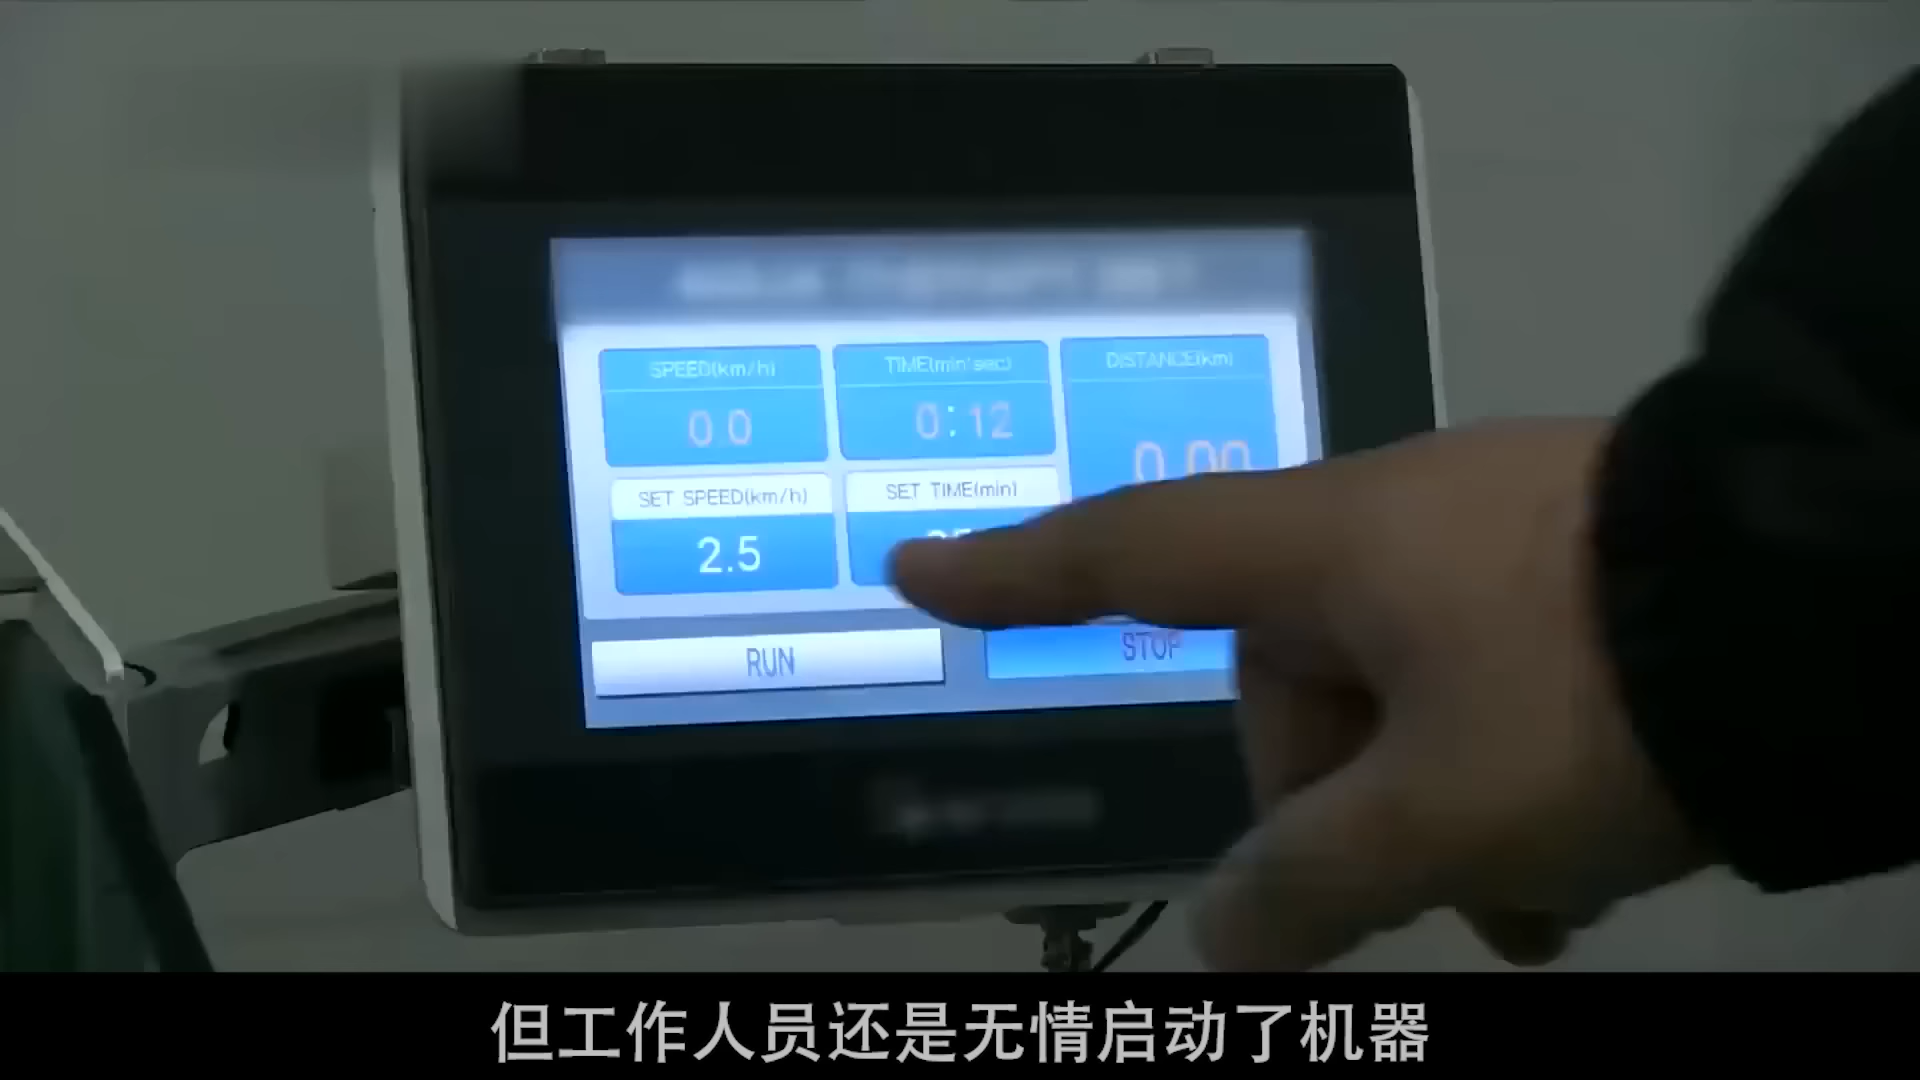 SPEED(km/h)
TIME(min'sec)
DISTANCE(km)
0.0
0:12
0.00
SET SPEED(km/h)
SET TIME(min)
2.5
RUN
STOP
但工作人员还是无情启动了机器